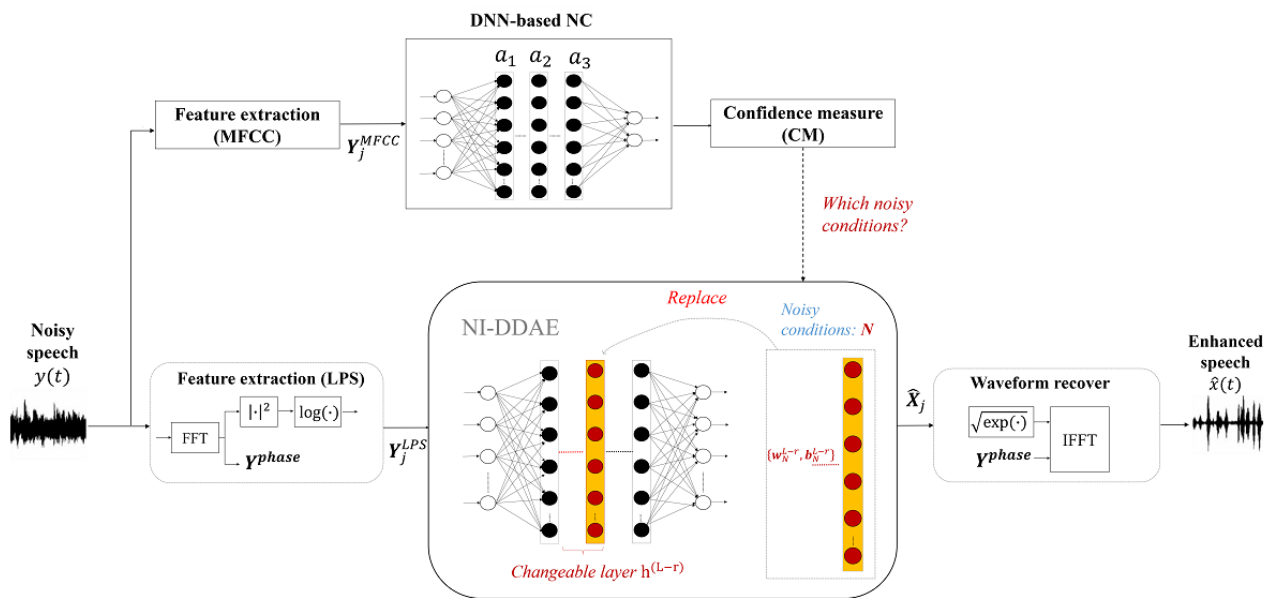 DNN-based NC
a₁ a₂ a₃
Feature extraction
(MFCC)
Y_j^{MFCC}
Confidence measure
(CM)
Which noisy
conditions?
Noisy
speech
y(t)
Feature extraction (LPS)
FFT
|·|²
log(·)
Y^{phase}
Y_j^{LPS}
NI-DDAE
Replace
Noisy
conditions: N
{w_N^{L-r}, b_N^{L-r}}
Changeable layer h^{(L-r)}
X̂_j
Waveform recover
√exp(·)
IFFT
Y^{phase}
Enhanced
speech
x̂(t)